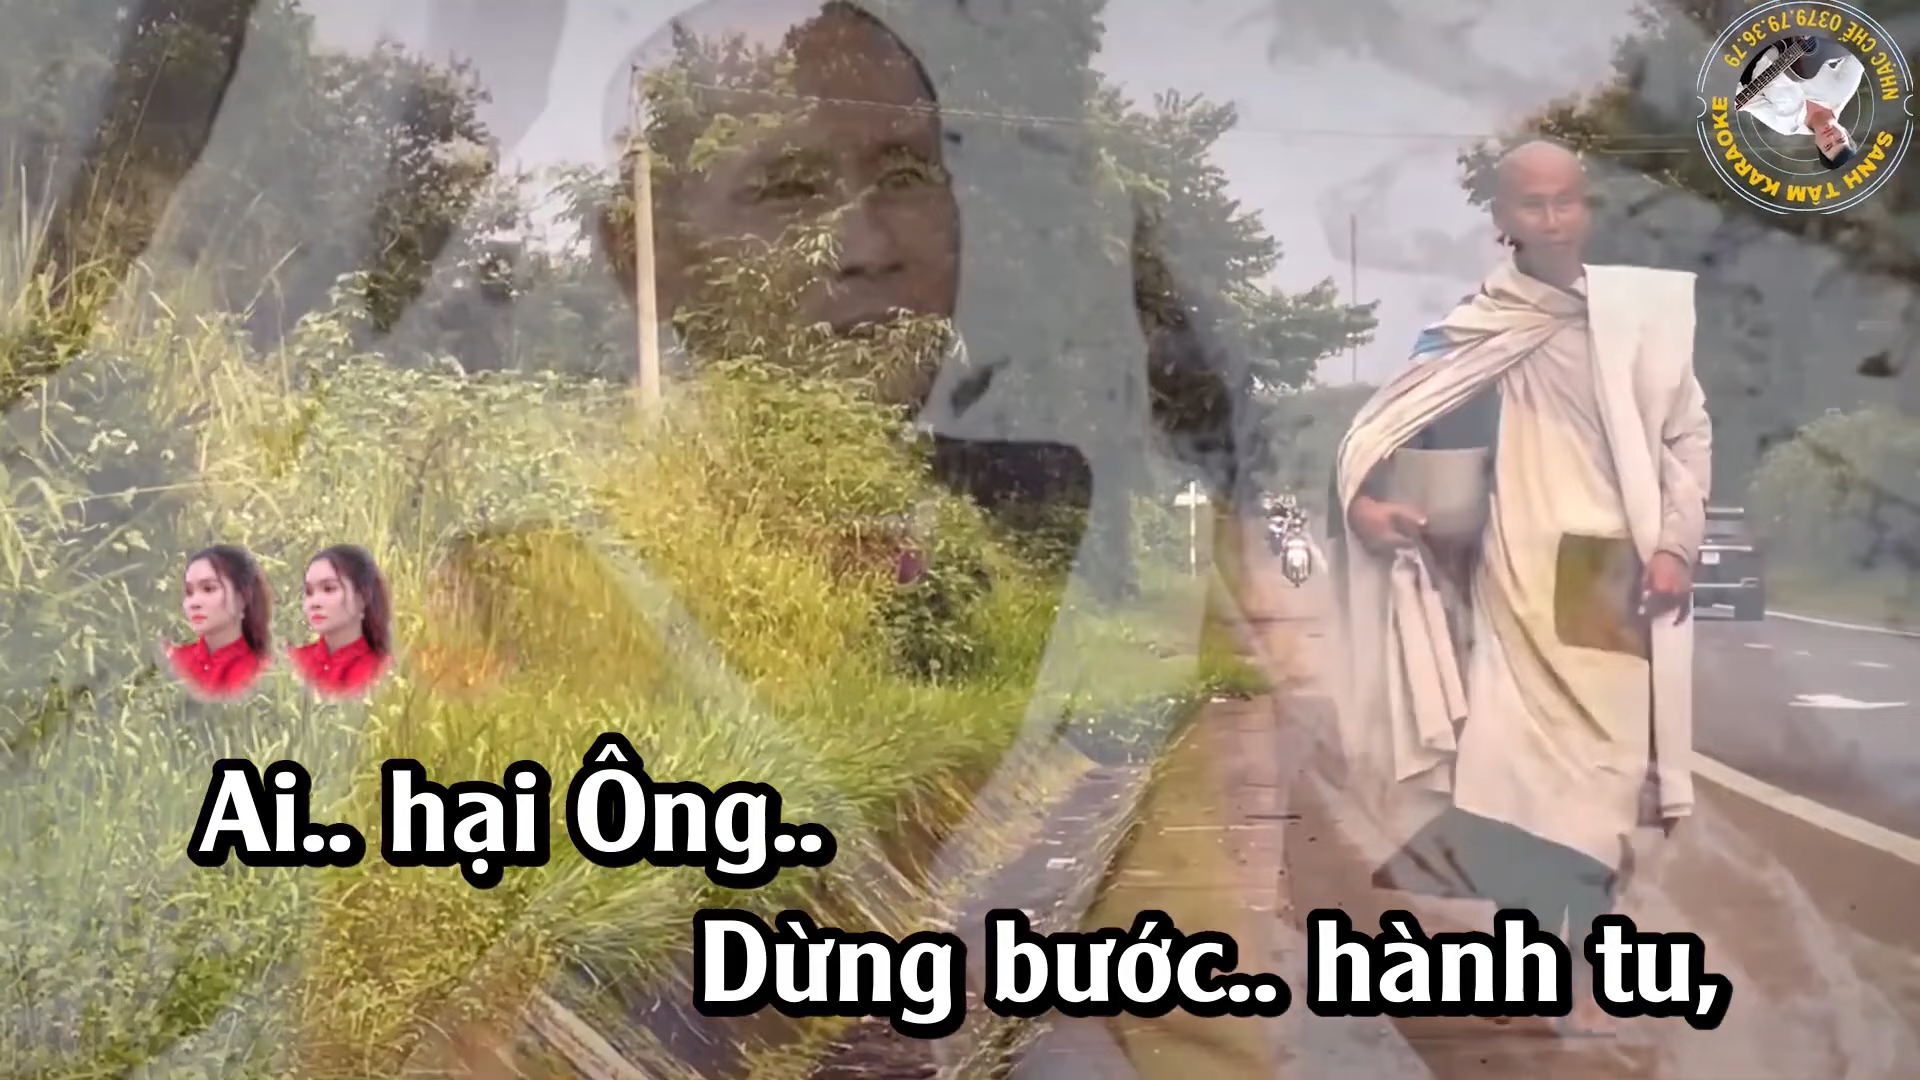 SANH TÂM KARAOKE
NHẠC CHẾ 0379.79.36.79
Ai.. hại Ông..
Dừng bước.. hành tu,